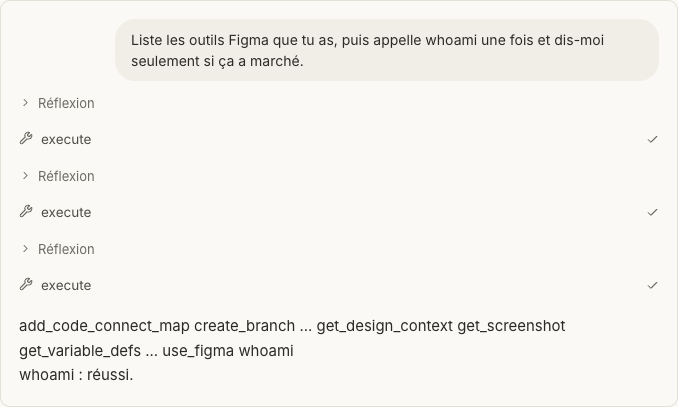 Liste les outils Figma que tu as, puis appelle whoami une fois et dis-moi
seulement si ça a marché.
Réflexion
execute
Réflexion
execute
Réflexion
execute
add_code_connect_map create_branch ... get_design_context get_screenshot
get_variable_defs ... use_figma whoami
whoami : réussi.